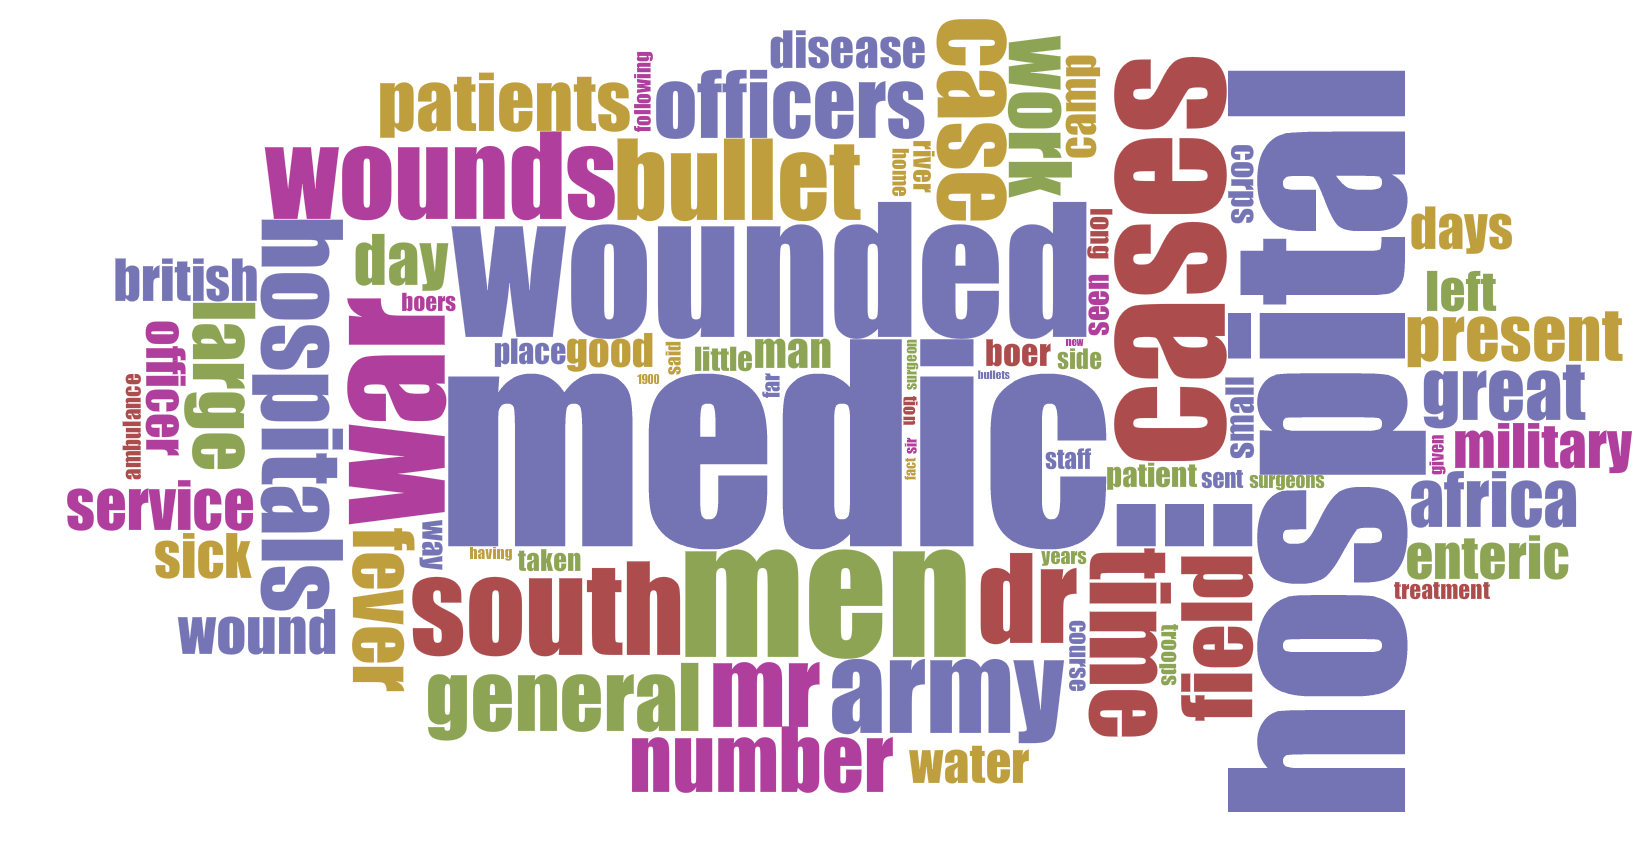 disease
case
work
camp
following
patients
officers
cases
hospital
wounds
bullet
river
home
corps
wounded
long
days
hospitals
day
british
boers
seen
left
large
war
officer
place
good
said
little
man
surgeon
boer
new
side
present
1900
far
bullets
small
great
ambulance
medic...
tion
sir
fact
staff
given
military
patient
sent
surgeons
service
africa
sick
fever
way
having
taken
men
years
dr
time
field
enteric
treatment
south
wound
course
troops
general
mr
army
number
water